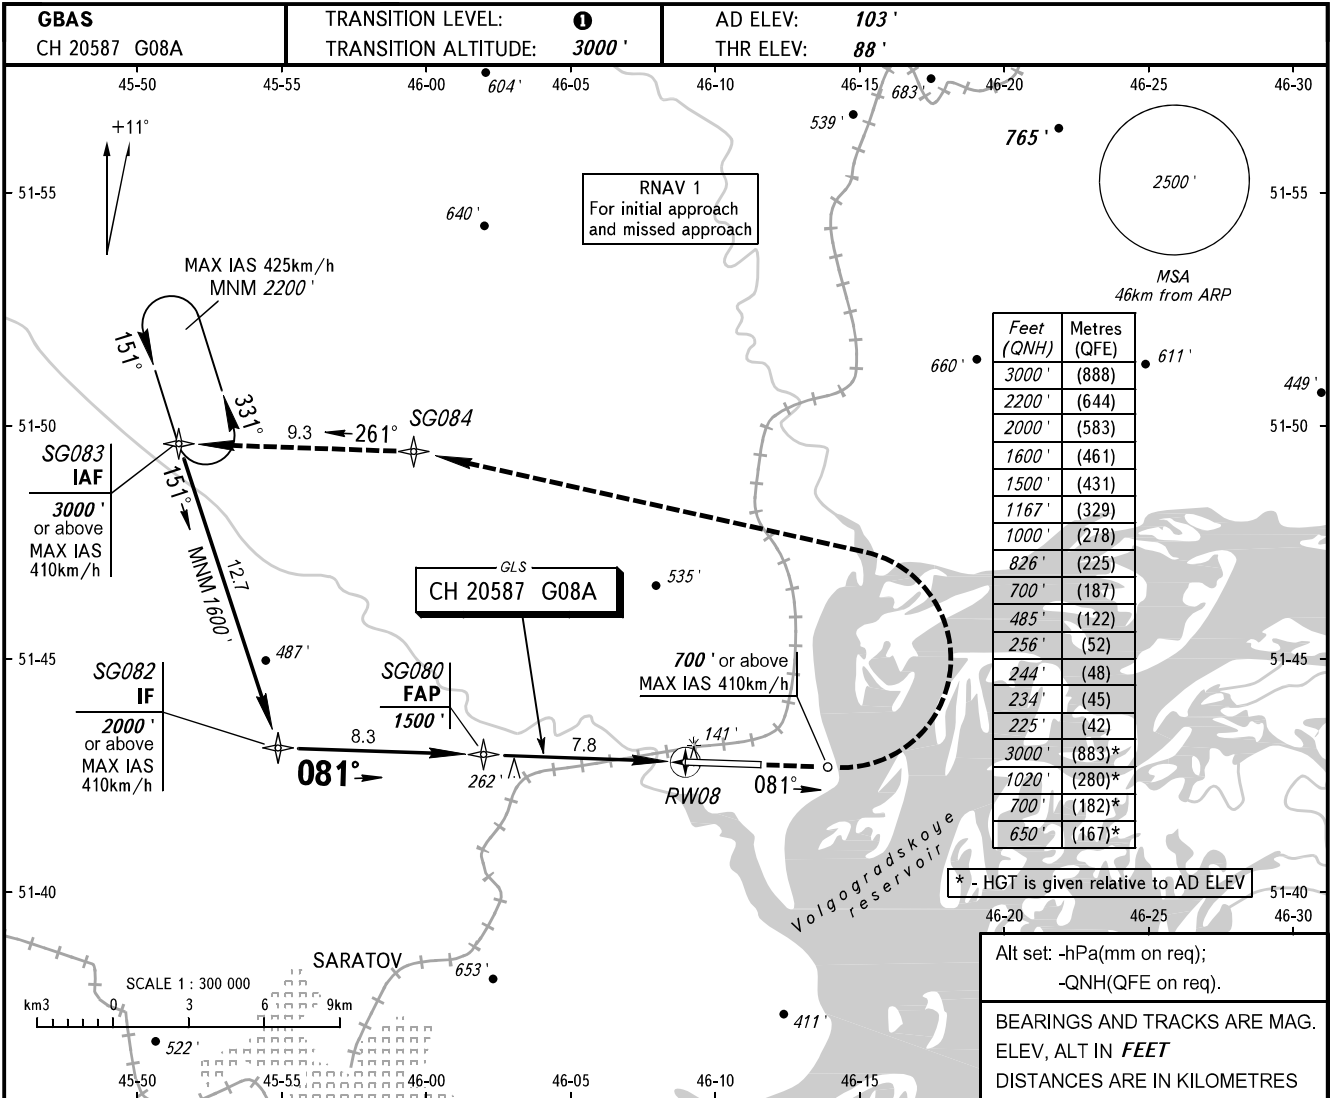 GBAS
CH 20587 G08A
TRANSITION LEVEL: 1
TRANSITION ALTITUDE: 3000 '
AD ELEV: 103 '
THR ELEV: 88 '
45-50 45-55 46-00 46-05 46-10 46-15 46-20 46-25 46-30
604 '
683 '
539 '
765 '
+11°
51-55
51-55
640 '
RNAV 1
For initial approach
and missed approach
2500 '
MSA
46km from ARP
MAX IAS 425km/h
MNM 2200 '
151°
331°
Feet (QNH) Metres (QFE)
3000 ' (888)
2200 ' (644)
2000 ' (583)
1600 ' (461)
1500 ' (431)
1167 ' (329)
1000 ' (278)
826 ' (225)
700 ' (187)
485 ' (122)
256 ' (52)
244 ' (48)
234 ' (45)
225 ' (42)
3000 ' (883)*
1020 ' (280)*
700 ' (182)*
650 ' (167)*
* - HGT is given relative to AD ELEV
660 '
611 '
449 '
51-50
51-50
SG084
9.3 261°
SG083
IAF
3000 '
or above
MAX IAS
410km/h
151°
12.7
MNM 1600 '
GLS
CH 20587 G08A
535 '
487 '
51-45
51-45
SG082
IF
2000 '
or above
MAX IAS
410km/h
SG080
FAP
1500 '
700 ' or above
MAX IAS 410km/h
8.3
081°
262 '
7.8
141 '
RW08
081°
51-40
51-40
Volgogradskoye
reservoir
46-20 46-25 46-30
SARATOV
653 '
411 '
522 '
SCALE 1 : 300 000
km3 0 3 6 9km
45-50 45-55 46-00 46-05 46-10 46-15
Alt set: -hPa(mm on req);
-QNH(QFE on req).
BEARINGS AND TRACKS ARE MAG.
ELEV, ALT IN FEET
DISTANCES ARE IN KILOMETRES